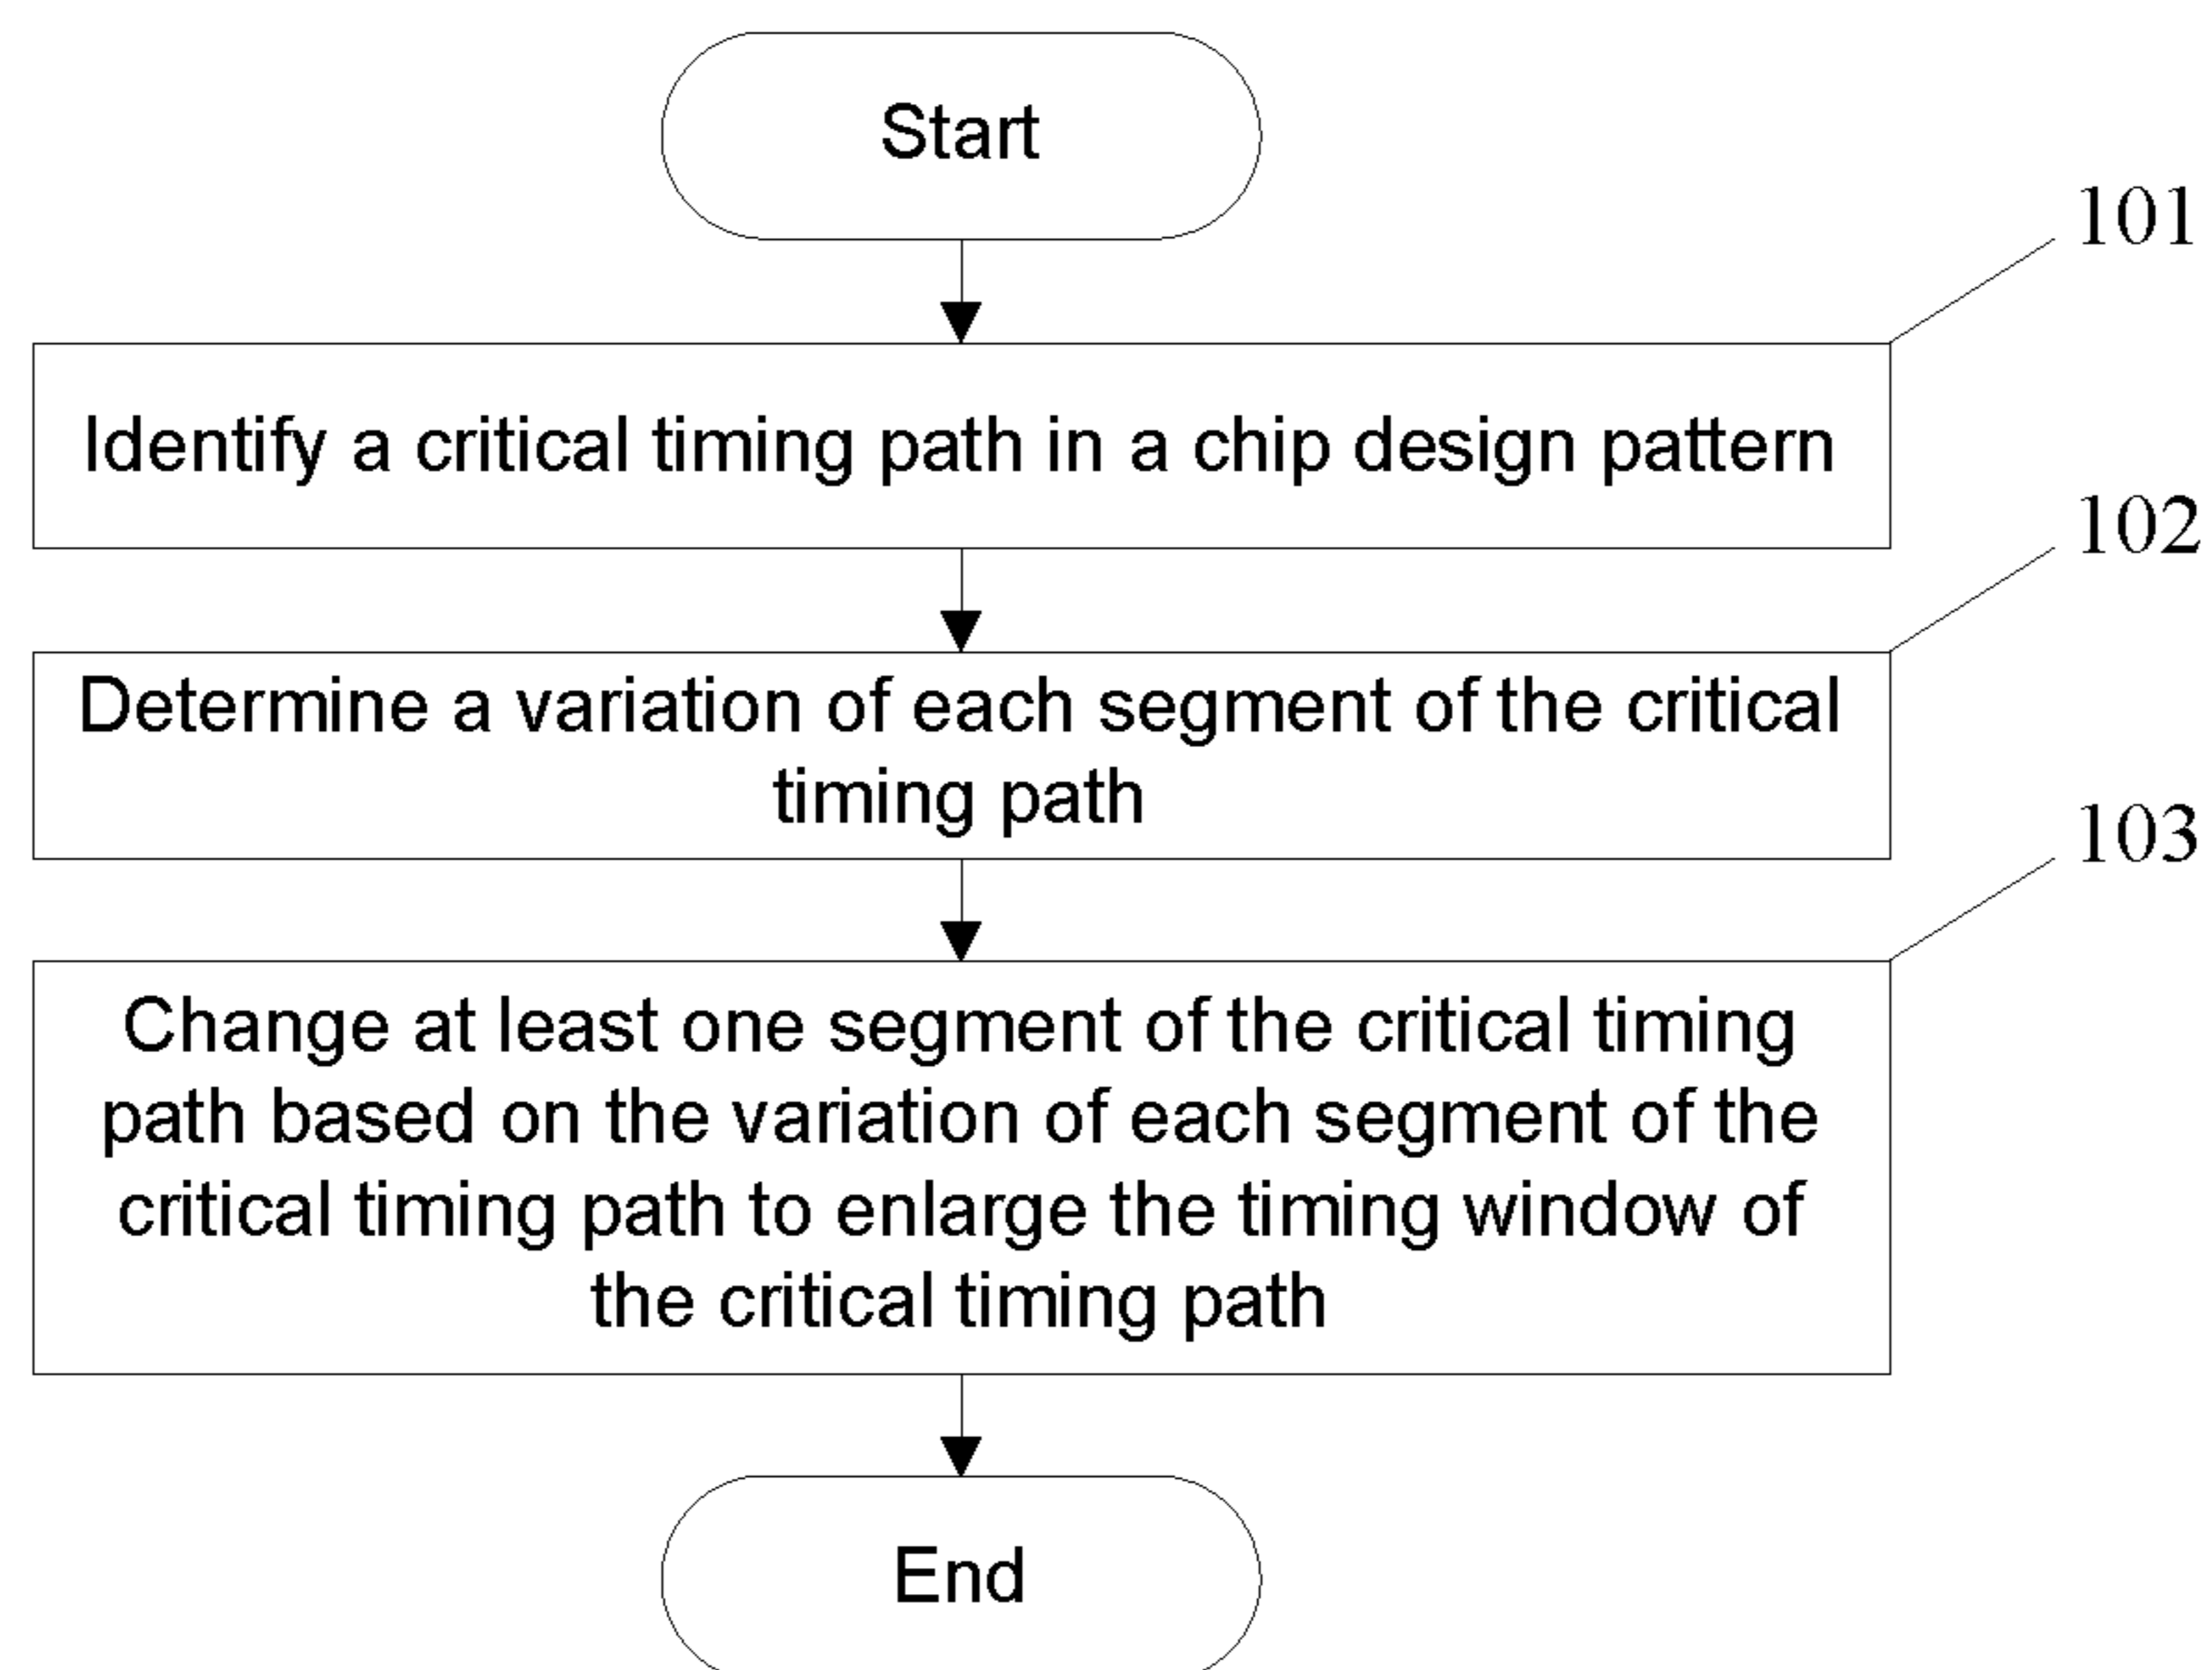 Start
101
Identify a critical timing path in a chip design pattern
102
Determine a variation of each segment of the critical
timing path
103
Change at least one segment of the critical timing
path based on the variation of each segment of the
critical timing path to enlarge the timing window of
the critical timing path
End